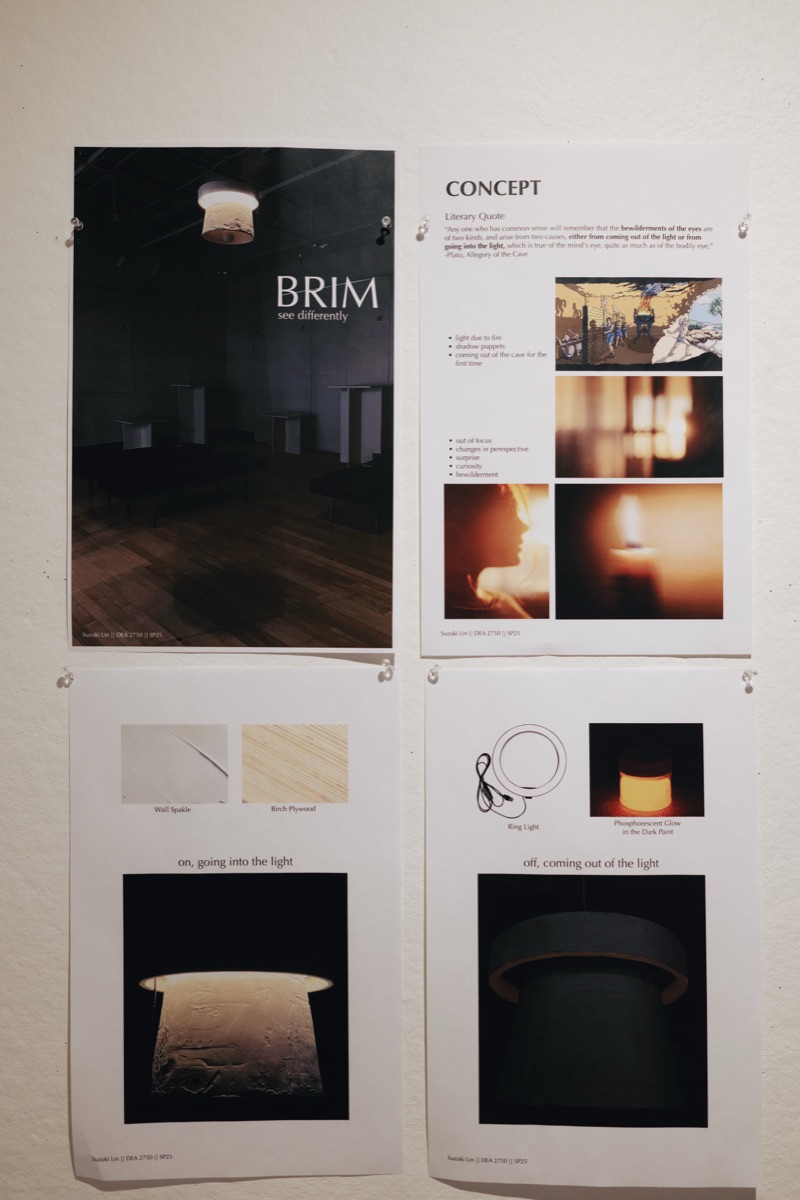 BRIM
see differently
Suzuki Lin || DEA 2750 || SP25
CONCEPT
Literary Quote
"Any one who has common sense will remember that the bewilderments of the eyes are
of two kinds, and arise from two causes, either from coming out of the light or from
going into the light, which is true of the mind's eye, quite as much as of the bodily eye;"
-Plato, Allegory of the Cave
• light due to fire
• shadow puppets
• coming out of the cave for the
first time
• out of focus
• changes in perespective
• surprise
• curiosity
• bewilderment
Suzuki Lin || DEA 2750 || SP25
Wall Spakle
Birch Plywood
on, going into the light
Suzuki Lin || DEA 2750 || SP25
Ring Light
Phosphorescent Glow
in the Dark Paint
off, coming out of the light
Suzuki Lin || DEA 2750 || SP25